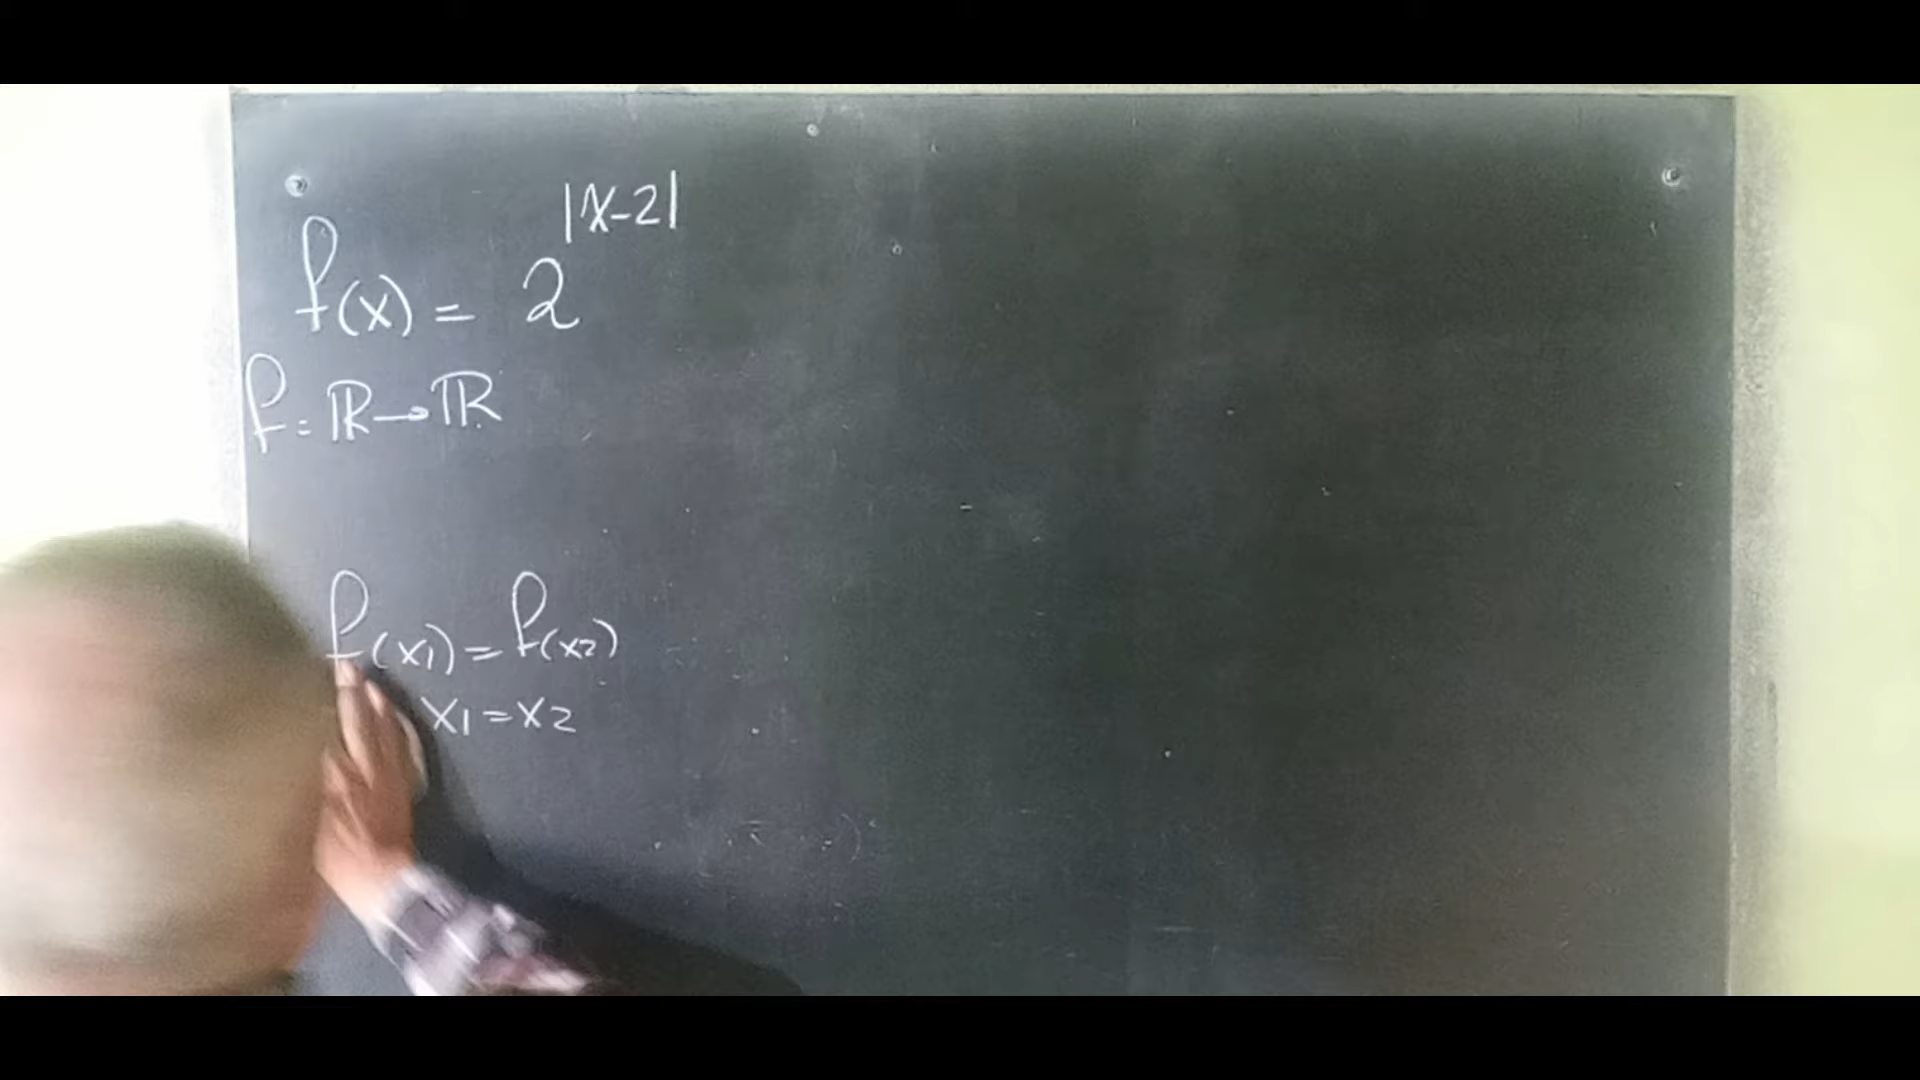 f(x) = 2^|x-2|
f: ℝ→ℝ
f(x1) = f(x2)
x1 = x2